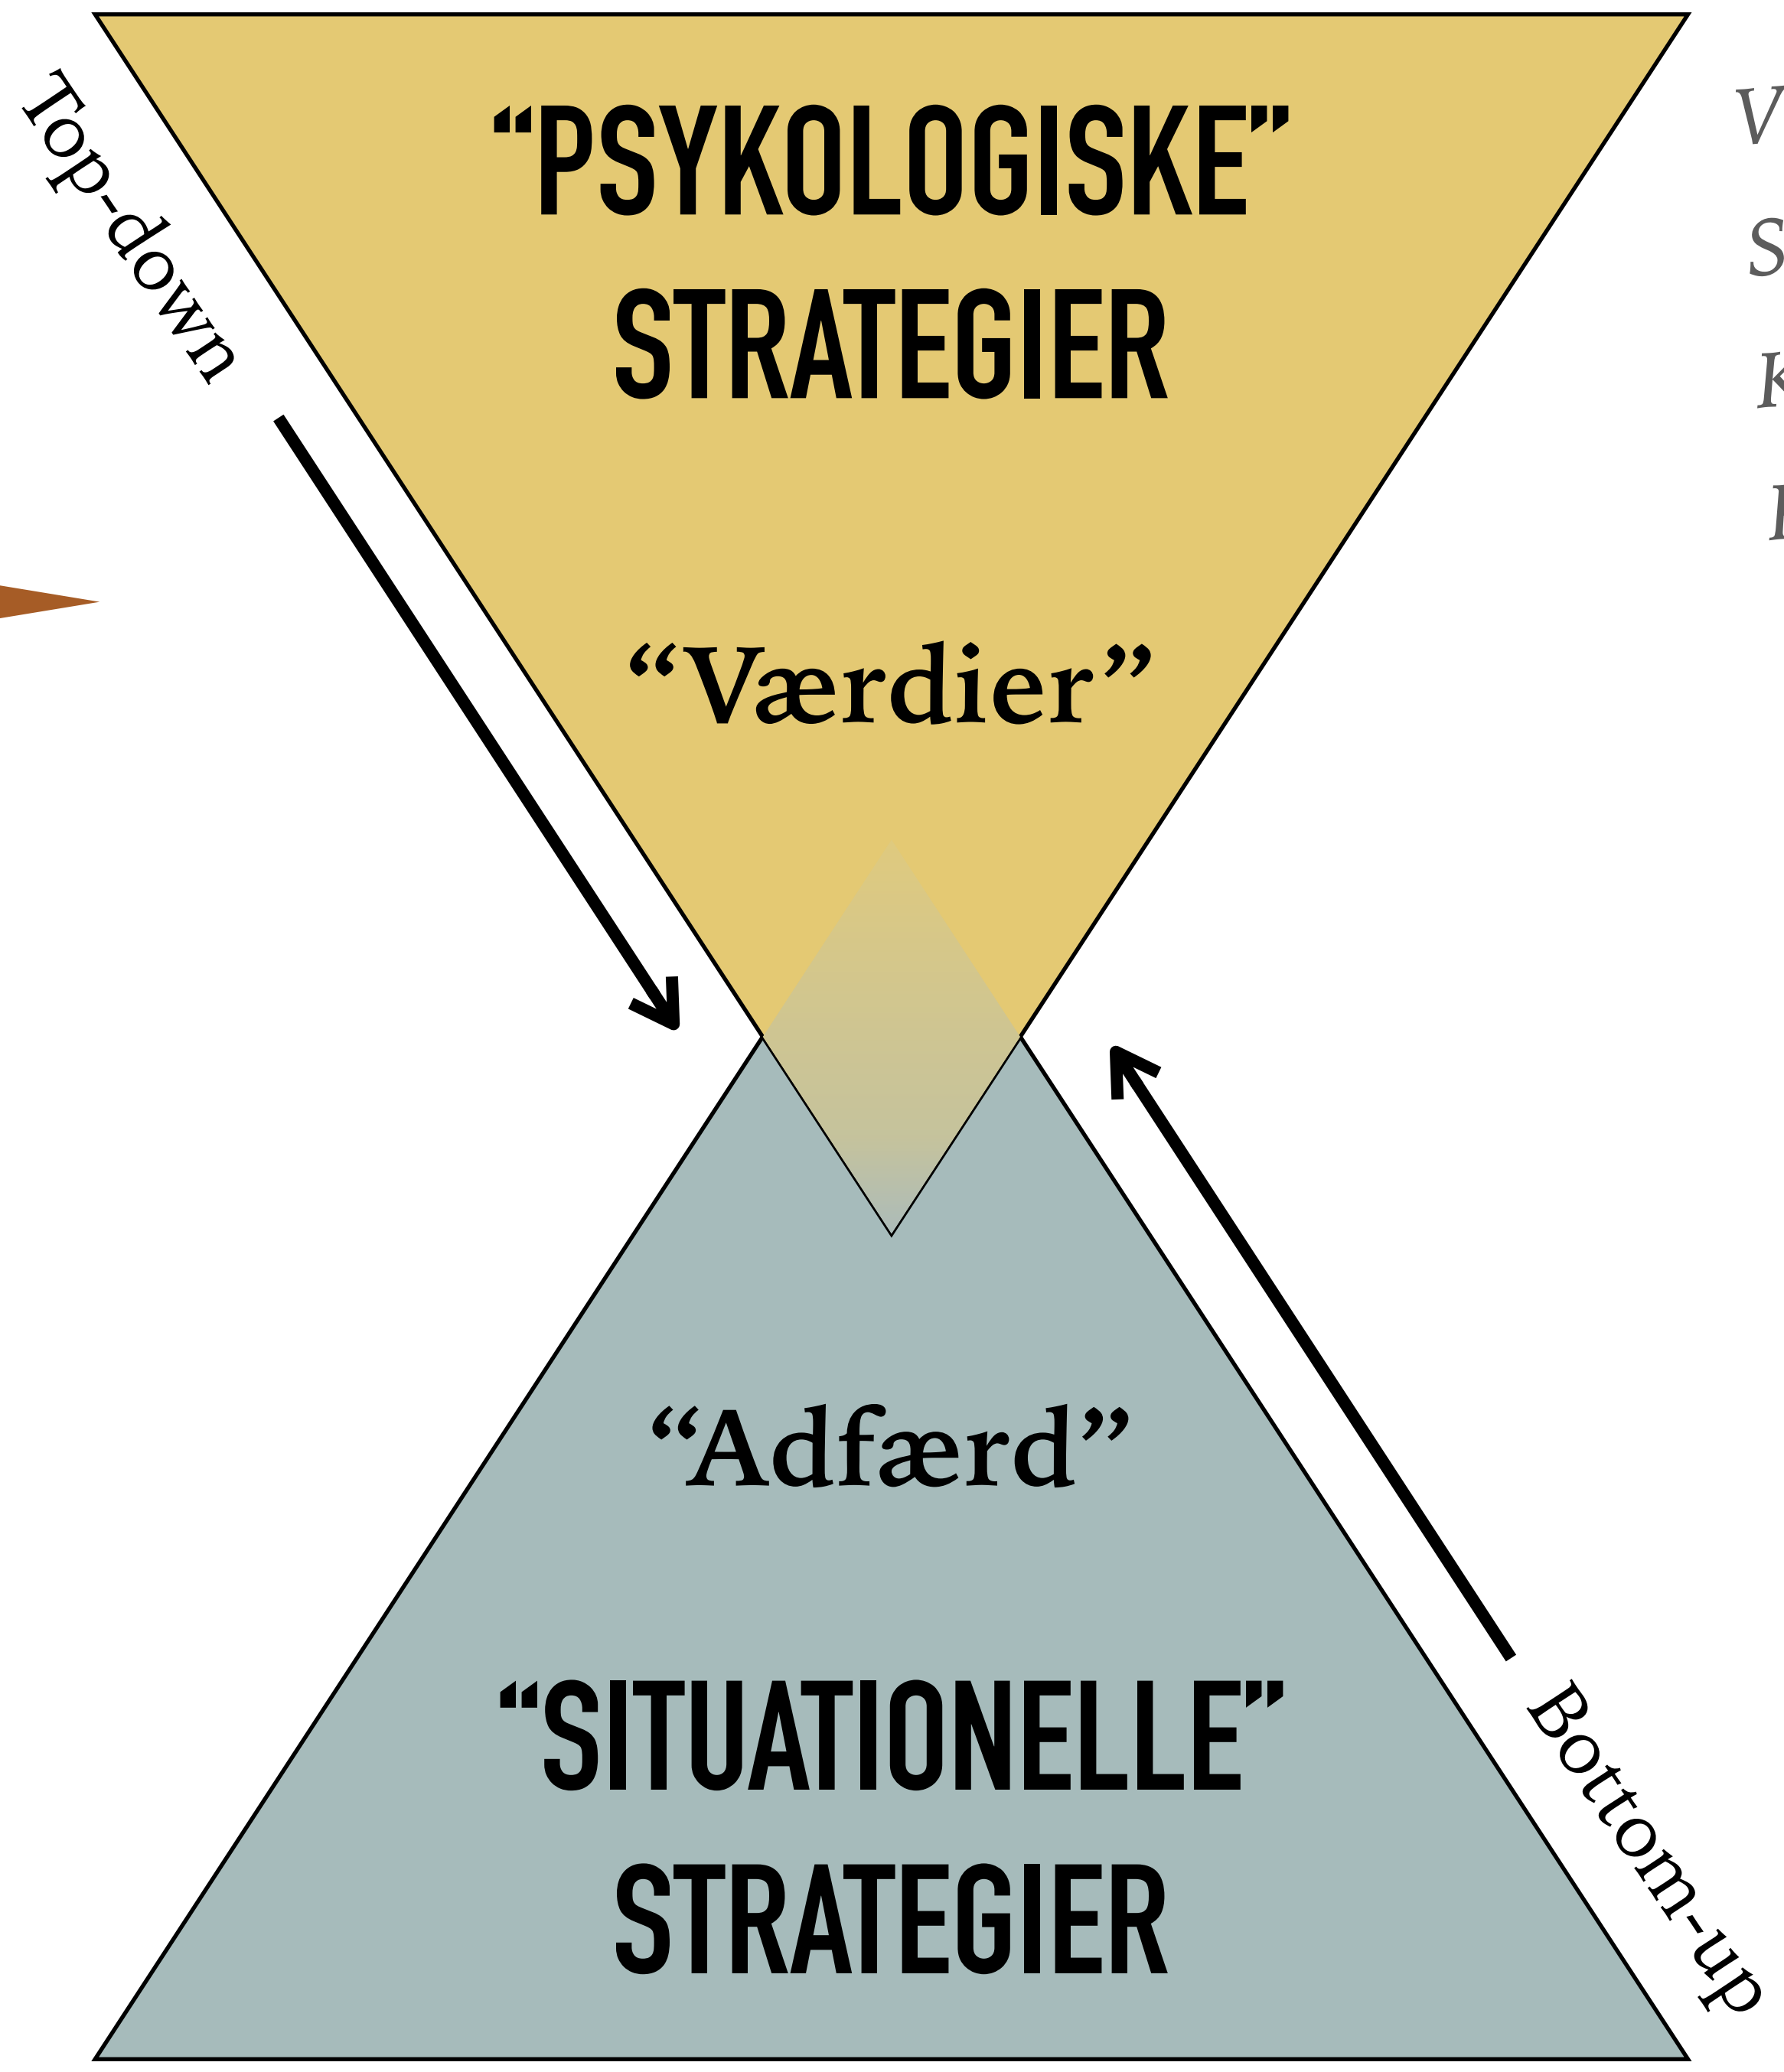 Top-down
“PSYKOLOGISKE”
STRATEGIER
“Værdier”
“Adfærd”
“SITUATIONELLE”
STRATEGIER
Bottom-up